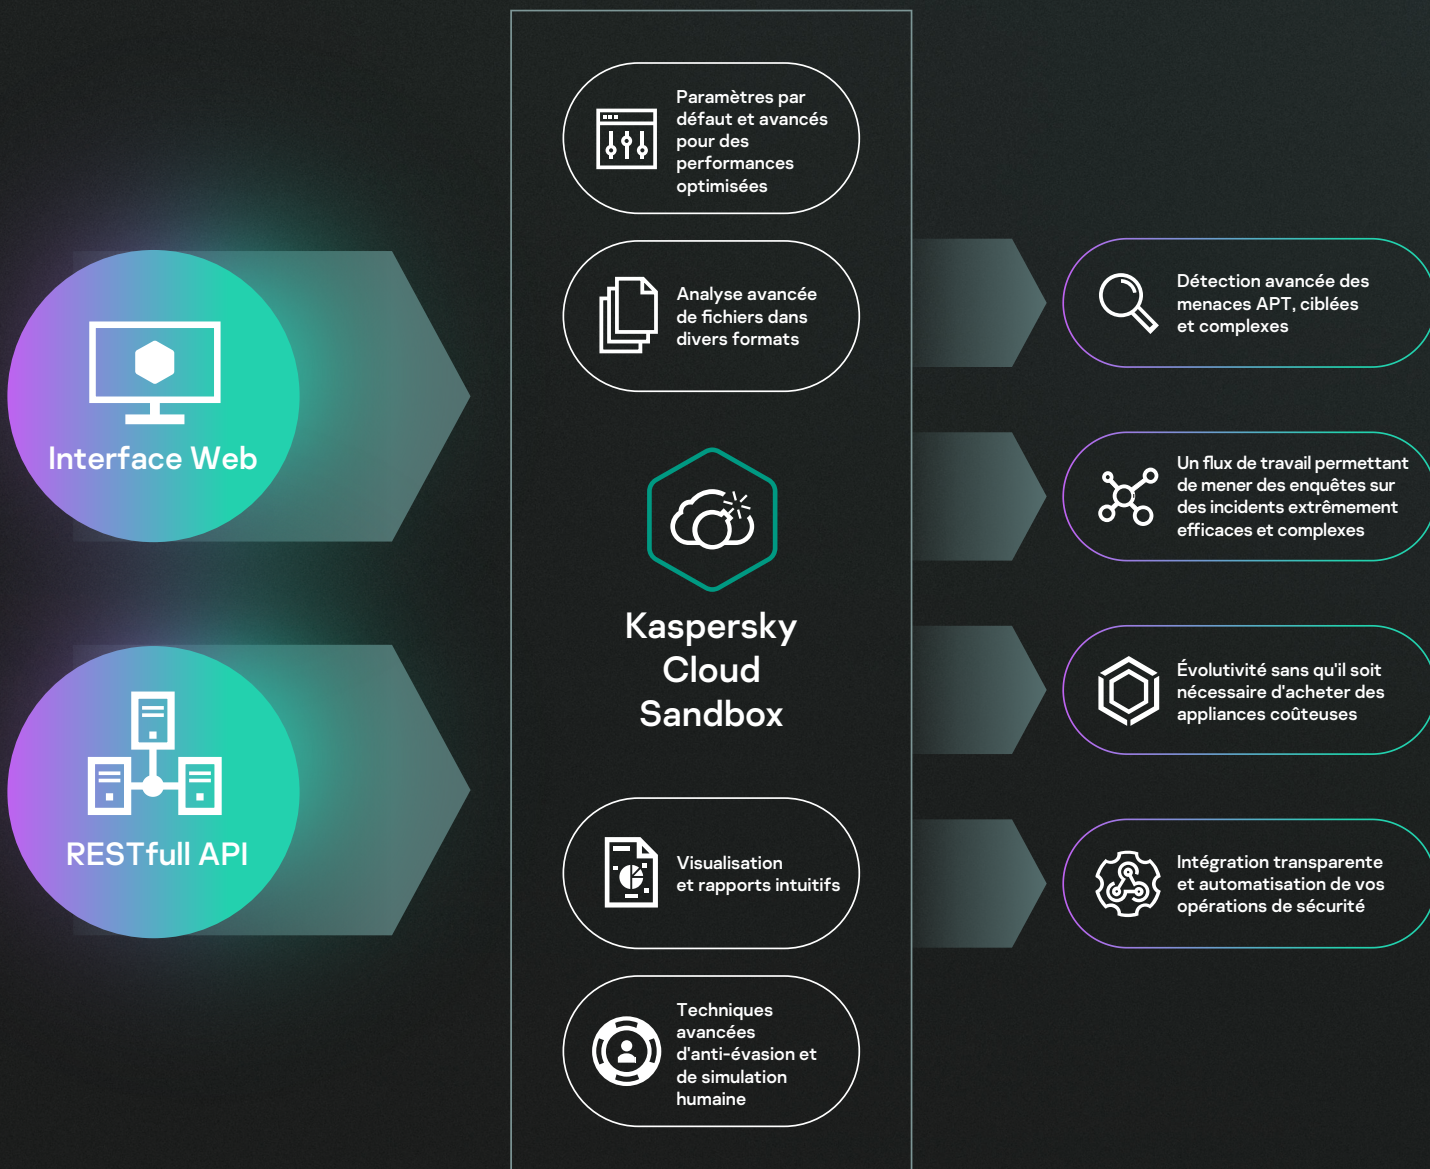 Interface Web
RESTfull API
Paramètres par
défaut et avancés
pour des
performances
optimisées
Analyse avancée
de fichiers dans
divers formats
Kaspersky
Cloud
Sandbox
Visualisation
et rapports intuitifs
Techniques
avancées
d'anti-évasion et
de simulation
humaine
Détection avancée des
menaces APT, ciblées
et complexes
Un flux de travail permettant
de mener des enquêtes sur
des incidents extrêmement
efficaces et complexes
Évolutivité sans qu'il soit
nécessaire d'acheter des
appliances coûteuses
Intégration transparente
et automatisation de vos
opérations de sécurité